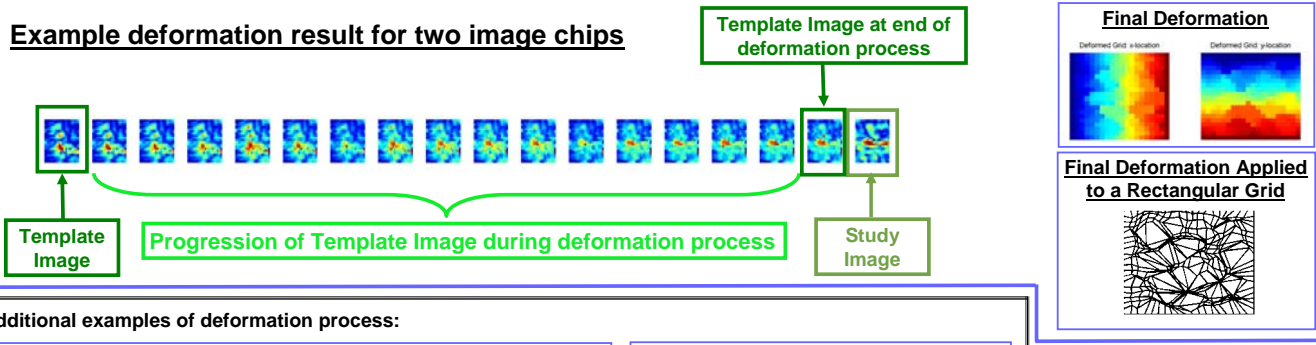 Example deformation result for two image chips
Template Image at end of
deformation process
Template
Image
Progression of Template Image during deformation process
Study
Image
Final Deformation
Deformed Grid: x-location
Deformed Grid: y-location
Final Deformation Applied
to a Rectangular Grid
dditional examples of deformation process: